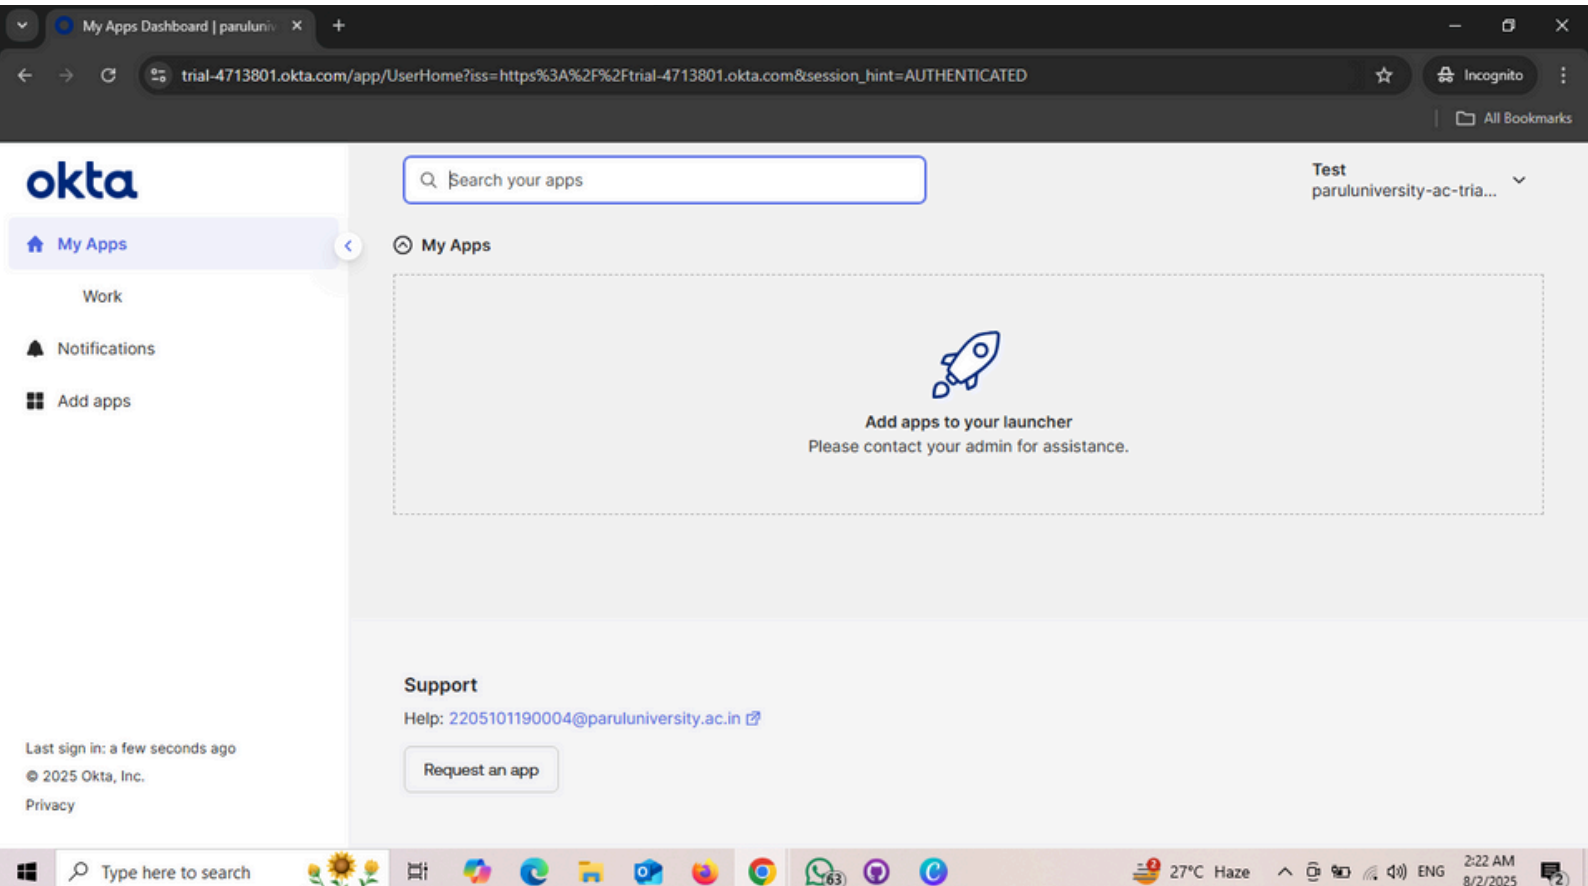 My Apps Dashboard | paruluniv
trial-4713801.okta.com/app/UserHome?iss=https%3A%2F%2Ftrial-4713801.okta.com&session_hint=AUTHENTICATED
Incognito
All Bookmarks
okta
Search your apps
Test
paruluniversity-ac-tria...
My Apps
Work
Notifications
Add apps
My Apps
Add apps to your launcher
Please contact your admin for assistance.
Support
Help: 2205101190004@paruluniversity.ac.in
Request an app
Last sign in: a few seconds ago
© 2025 Okta, Inc.
Privacy
Type here to search
63
2
27°C Haze
ENG
2:22 AM
8/2/2025
2